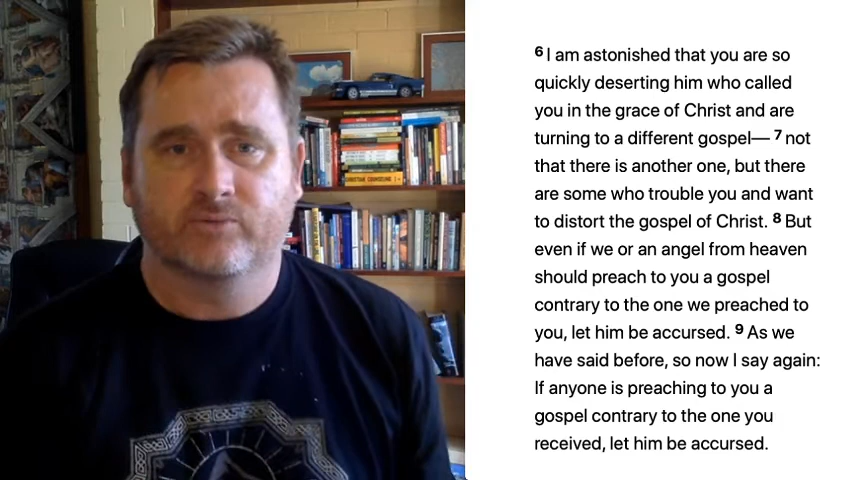 6 I am astonished that you are so
quickly deserting him who called
you in the grace of Christ and are
turning to a different gospel— 7 not
that there is another one, but there
are some who trouble you and want
to distort the gospel of Christ. 8 But
even if we or an angel from heaven
should preach to you a gospel
contrary to the one we preached to
you, let him be accursed. 9 As we
have said before, so now I say again:
If anyone is preaching to you a
gospel contrary to the one you
received, let him be accursed.
CHRISTIAN COUNSELING